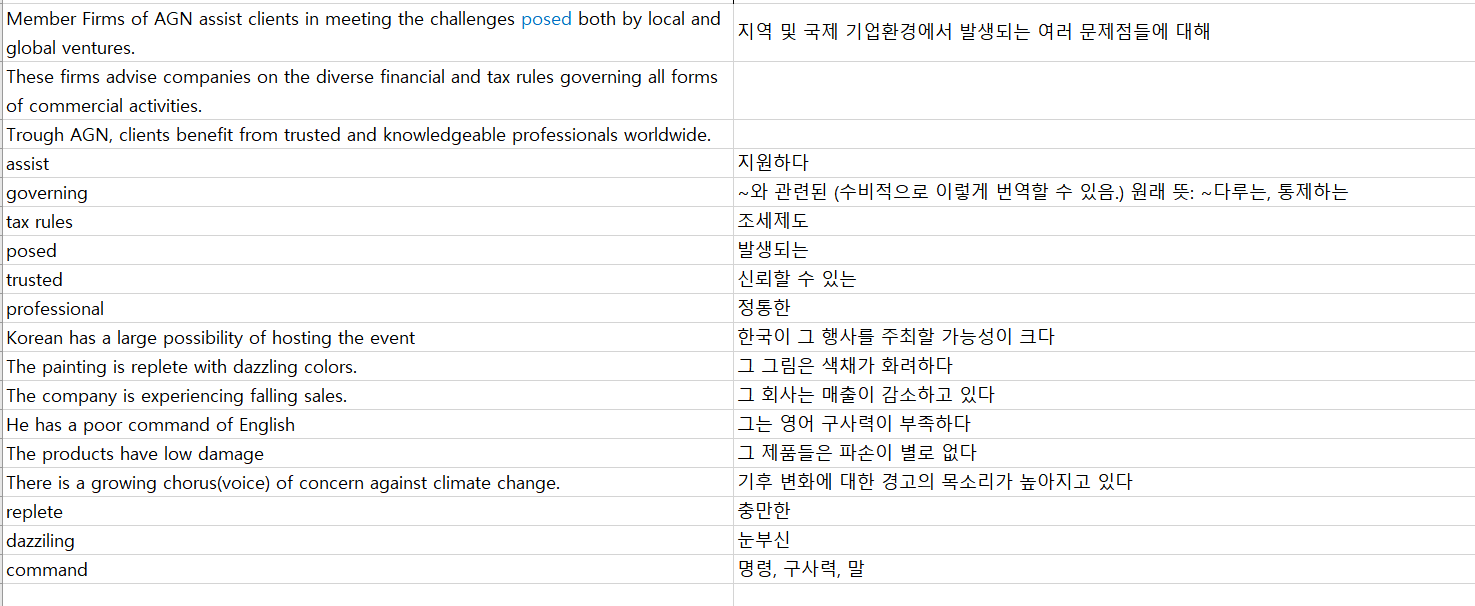 Member Firms of AGN assist clients in meeting the challenges posed both by local and
global ventures.
지역 및 국제 기업환경에서 발생되는 여러 문제점들에 대해
These firms advise companies on the diverse financial and tax rules governing all forms
of commercial activities.
Trough AGN, clients benefit from trusted and knowledgeable professionals worldwide.
assist
지원하다
governing
~와 관련된 (수비적으로 이렇게 번역할 수 있음.) 원래 뜻: ~다루는, 통제하는
tax rules
조세제도
posed
발생되는
trusted
신뢰할 수 있는
professional
정통한
Korean has a large possibility of hosting the event
한국이 그 행사를 주최할 가능성이 크다
The painting is replete with dazzling colors.
그 그림은 색채가 화려하다
The company is experiencing falling sales.
그 회사는 매출이 감소하고 있다
He has a poor command of English
그는 영어 구사력이 부족하다
The products have low damage
그 제품들은 파손이 별로 없다
There is a growing chorus(voice) of concern against climate change.
기후 변화에 대한 경고의 목소리가 높아지고 있다
replete
충만한
dazziling
눈부신
command
명령, 구사력, 말